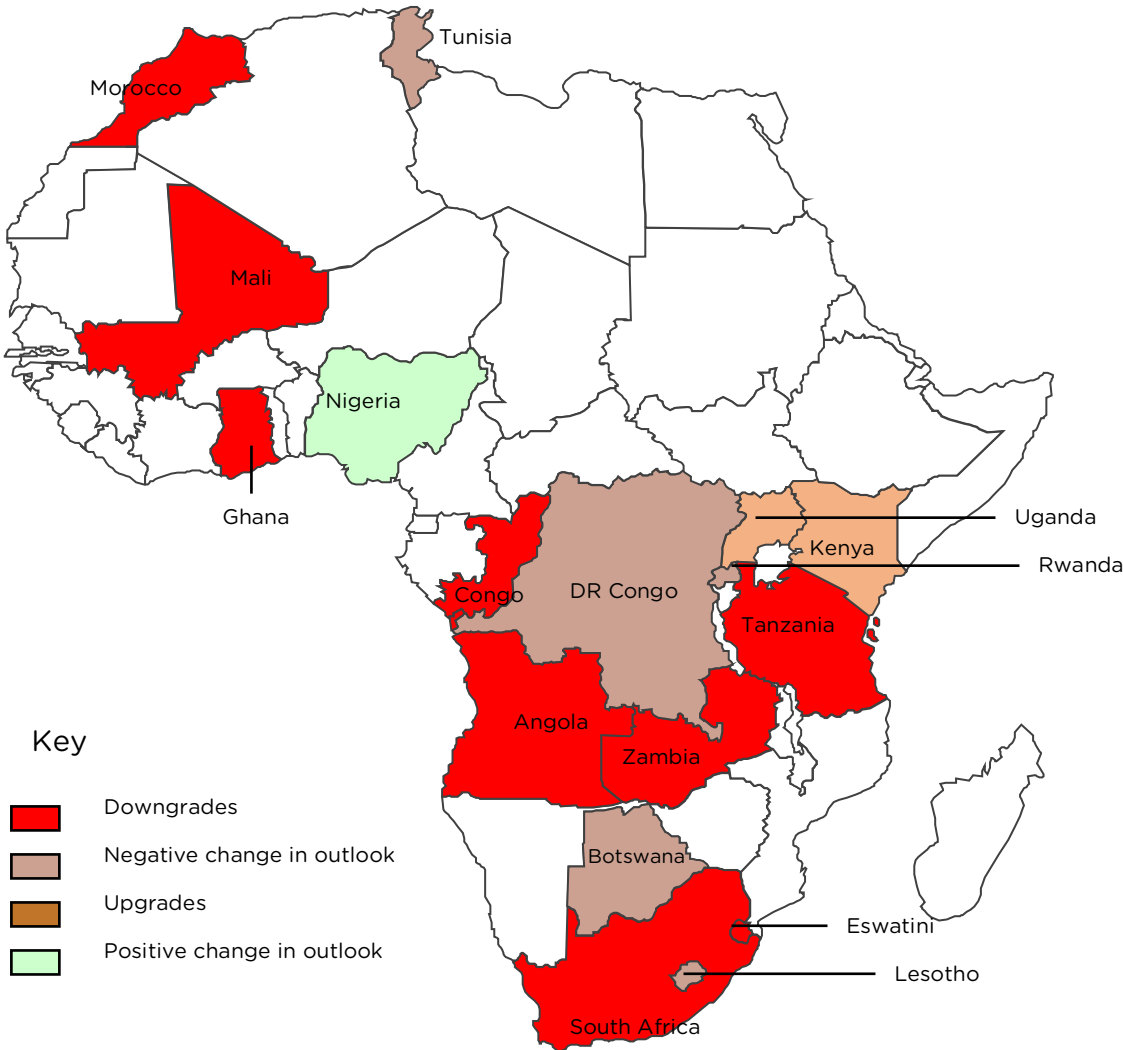 Tunisia
Morocco
Mali
Nigeria
Ghana
Uganda
Kenya
Rwanda
DR Congo
Congo
Tanzania
Angola
Zambia
Botswana
Eswatini
Lesotho
South Africa
Key
Downgrades
Negative change in outlook
Upgrades
Positive change in outlook